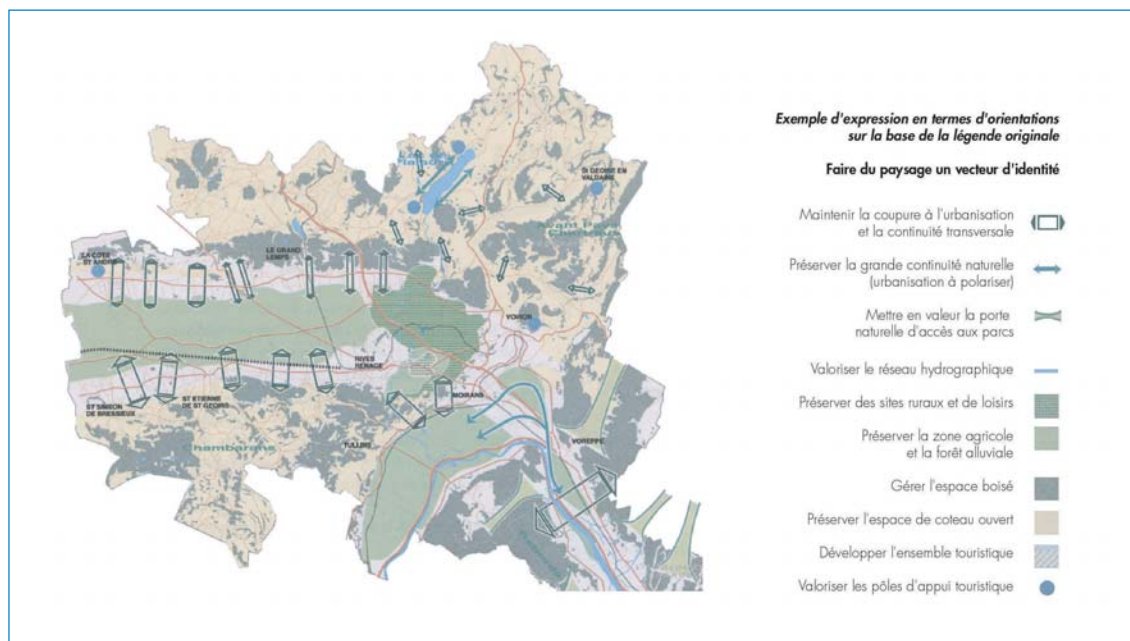 Exemple d'expression en termes d'orientations
sur la base de la légende originale
Faire du paysage un vecteur d'identité
Maintenir la coupure à l'urbanisation
et la continuité transversale
Préserver la grande continuité naturelle
(urbanisation à polariser)
Mettre en valeur la porte
naturelle d'accès aux parcs
Valoriser le réseau hydrographique
Préserver des sites ruraux et de loisirs
Préserver la zone agricole
et la forêt alluviale
Gérer l'espace boisé
Préserver l'espace de coteau ouvert
Développer l'ensemble touristique
Valoriser les pôles d'appui touristique
ST GEOIRE EN
VALDAINE
LE GRAND
LEMPS
LA COTE
ST ANDRE
VOIRON
RIVES
RENAGE
MOIRANS
ST SIMEON
DE BRESSIEUX
ST ETIENNE
DE ST GEOIRS
TULLINS
VOREPPE
Chambarans